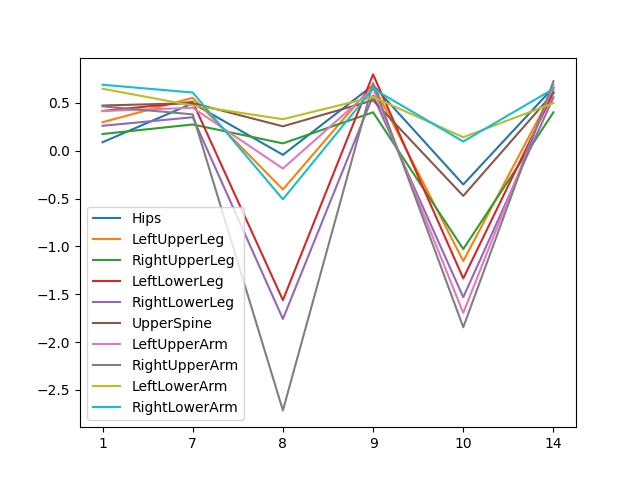 0.5
0.0
−0.5
−1.0
−1.5
−2.0
−2.5
Hips
LeftUpperLeg
RightUpperLeg
LeftLowerLeg
RightLowerLeg
UpperSpine
LeftUpperArm
RightUpperArm
LeftLowerArm
RightLowerArm
1 7 8 9 10 14